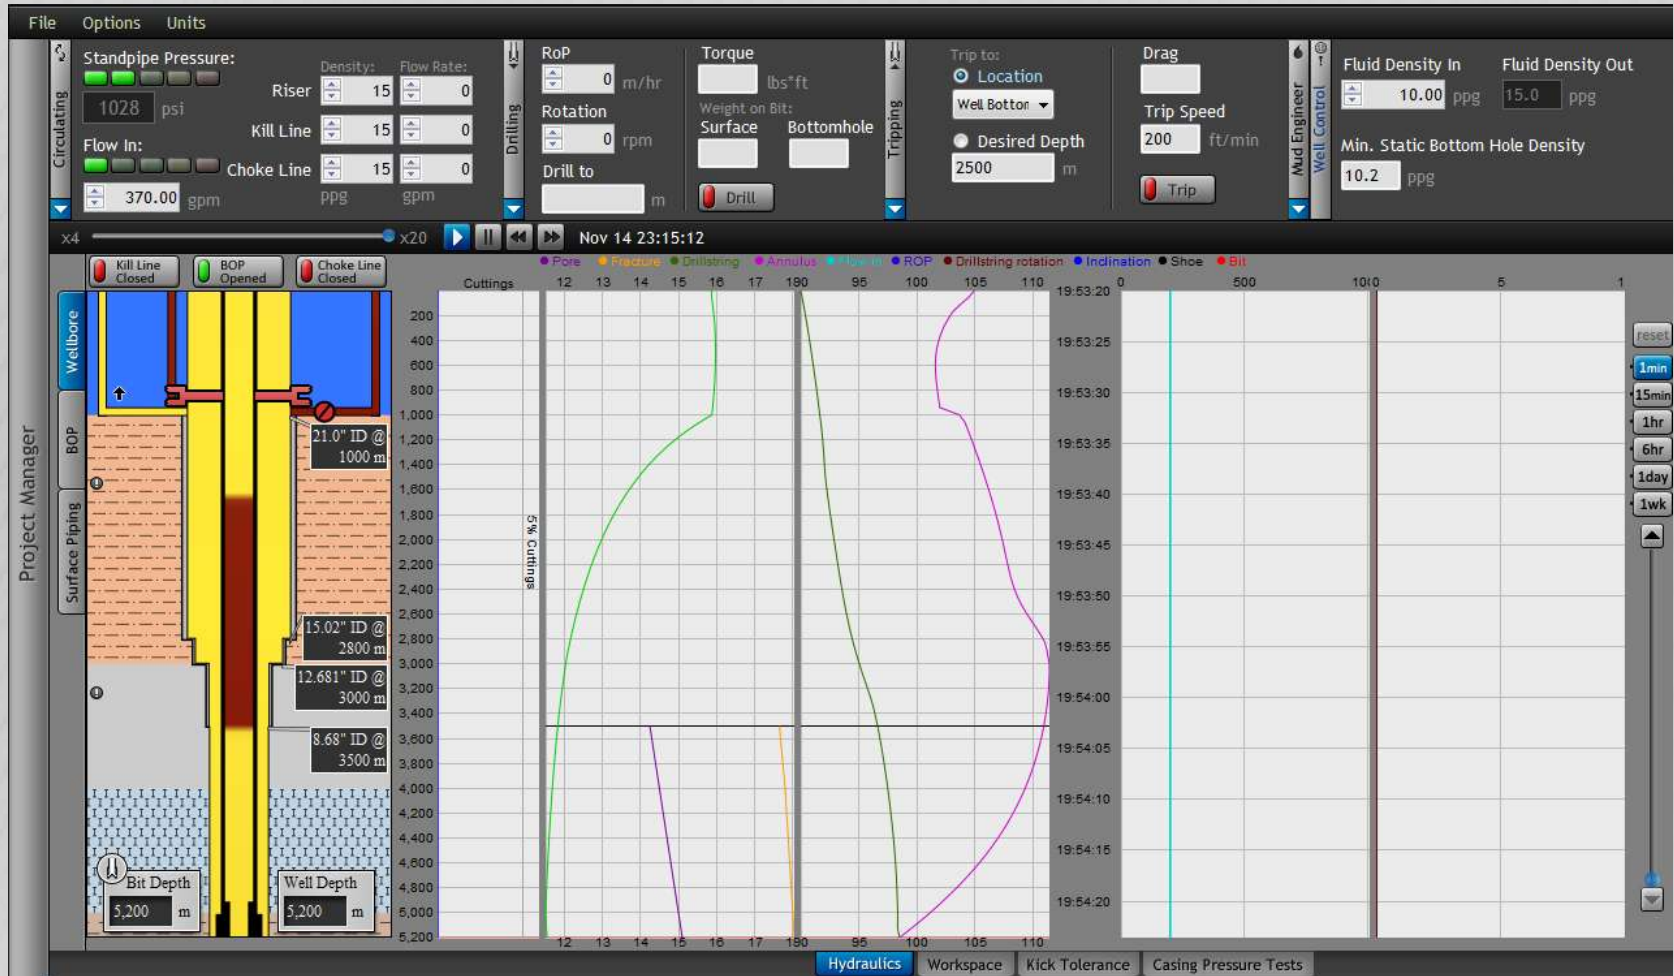 File Options Units
Project Manager
Circulating
Standpipe Pressure:
1028 psi
Flow In:
370.00 gpm
Density: Flow Rate:
Riser 15 0
Kill Line 15 0
Choke Line 15 0
ppg gpm
Drilling
RoP
0 m/hr
Rotation
0 rpm
Drill to
m
Torque
lbs*ft
Weight on Bit:
Surface Bottomhole
Drill
Tripping
Trip to:
Location
Well Bottor
Desired Depth
2500 m
Drag
Trip Speed
200 ft/min
Trip
Mud Engineer
Well Control
Fluid Density In Fluid Density Out
10.00 ppg 15.0 ppg
Min. Static Bottom Hole Density
10.2 ppg
x4 x20 Nov 14 23:15:12
Kill Line
Closed
BOP
Opened
Choke Line
Closed
Pore Fracture Drillstring Annulus Flow In ROP Drillstring rotation Inclination Shoe Bit
Wellbore
BOP
Surface Piping
21.0" ID @
1000 m
15.02" ID @
2800 m
12.681" ID @
3000 m
8.68" ID @
3500 m
Bit Depth
5,200 m
Well Depth
5,200 m
Cuttings 12 13 14 15 16 17 190 95 100 105 110
200
400
600
800
1,000
1,200
1,400
1,600
1,800
2,000
2,200
2,400
2,600
2,800
3,000
3,200
3,400
3,600
3,800
4,000
4,200
4,400
4,600
4,800
5,000
5,200
5% Cuttings
12 13 14 15 16 17 190 95 100 105 110
0 500 1000 5 1
19:53:20
19:53:25
19:53:30
19:53:35
19:53:40
19:53:45
19:53:50
19:53:55
19:54:00
19:54:05
19:54:10
19:54:15
19:54:20
reset
1min
15min
1hr
6hr
1day
1wk
Hydraulics Workspace Kick Tolerance Casing Pressure Tests